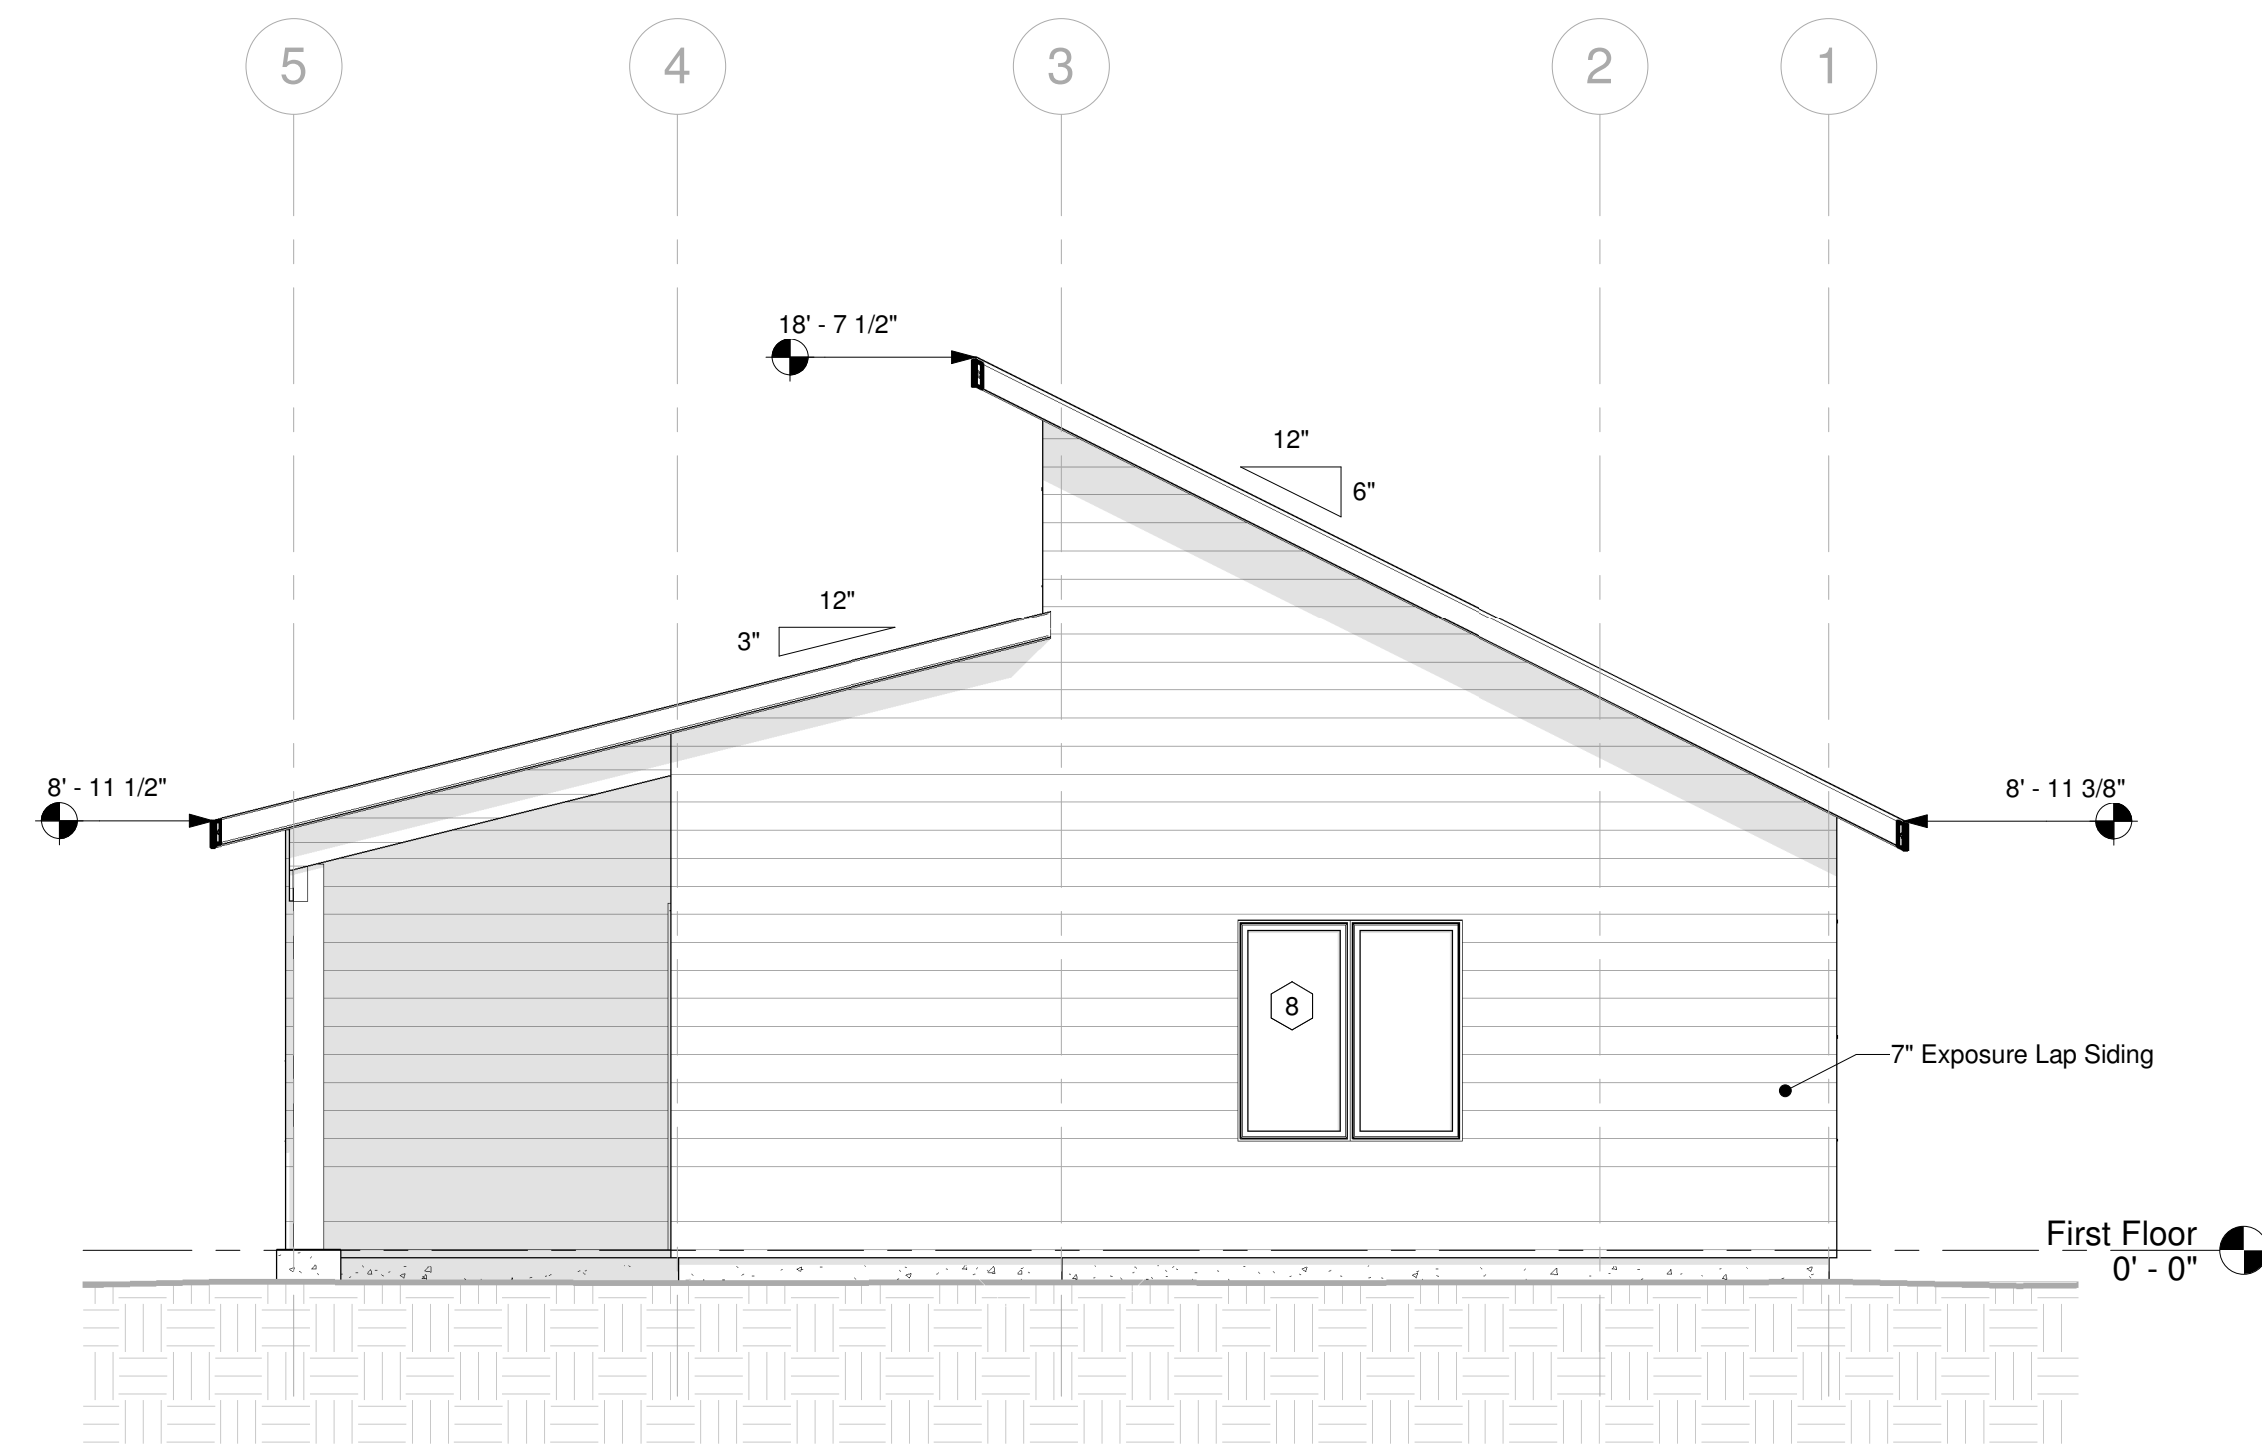 5 4 3 2 1
18' - 7 1/2"
12"
6"
12"
3"
8' - 11 1/2"
8' - 11 3/8"
8
7" Exposure Lap Siding
First Floor
0' - 0"